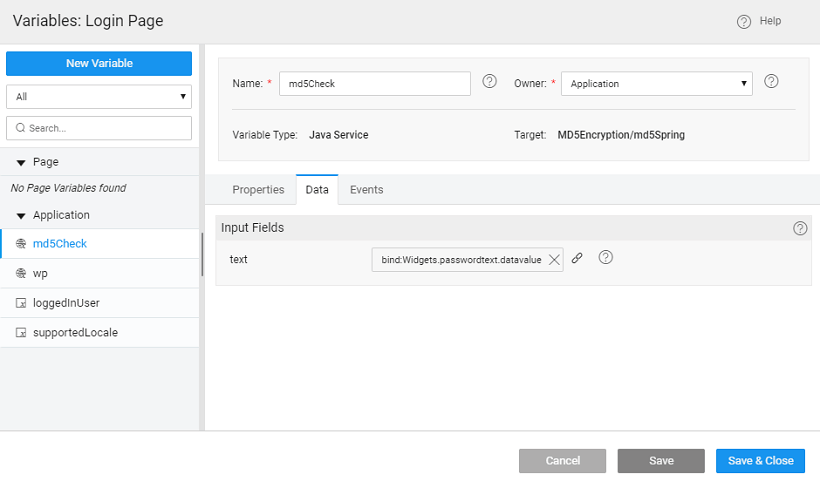 Variables: Login Page
Help
New Variable
All
Search...
Page
No Page Variables found
Application
md5Check
wp
loggedInUser
supportedLocale
Name: * md5Check
Owner: * Application
Variable Type: Java Service
Target: MD5Encryption/md5Spring
Properties Data Events
Input Fields
text bind:Widgets.passwordtext.datavalue
Cancel Save Save & Close